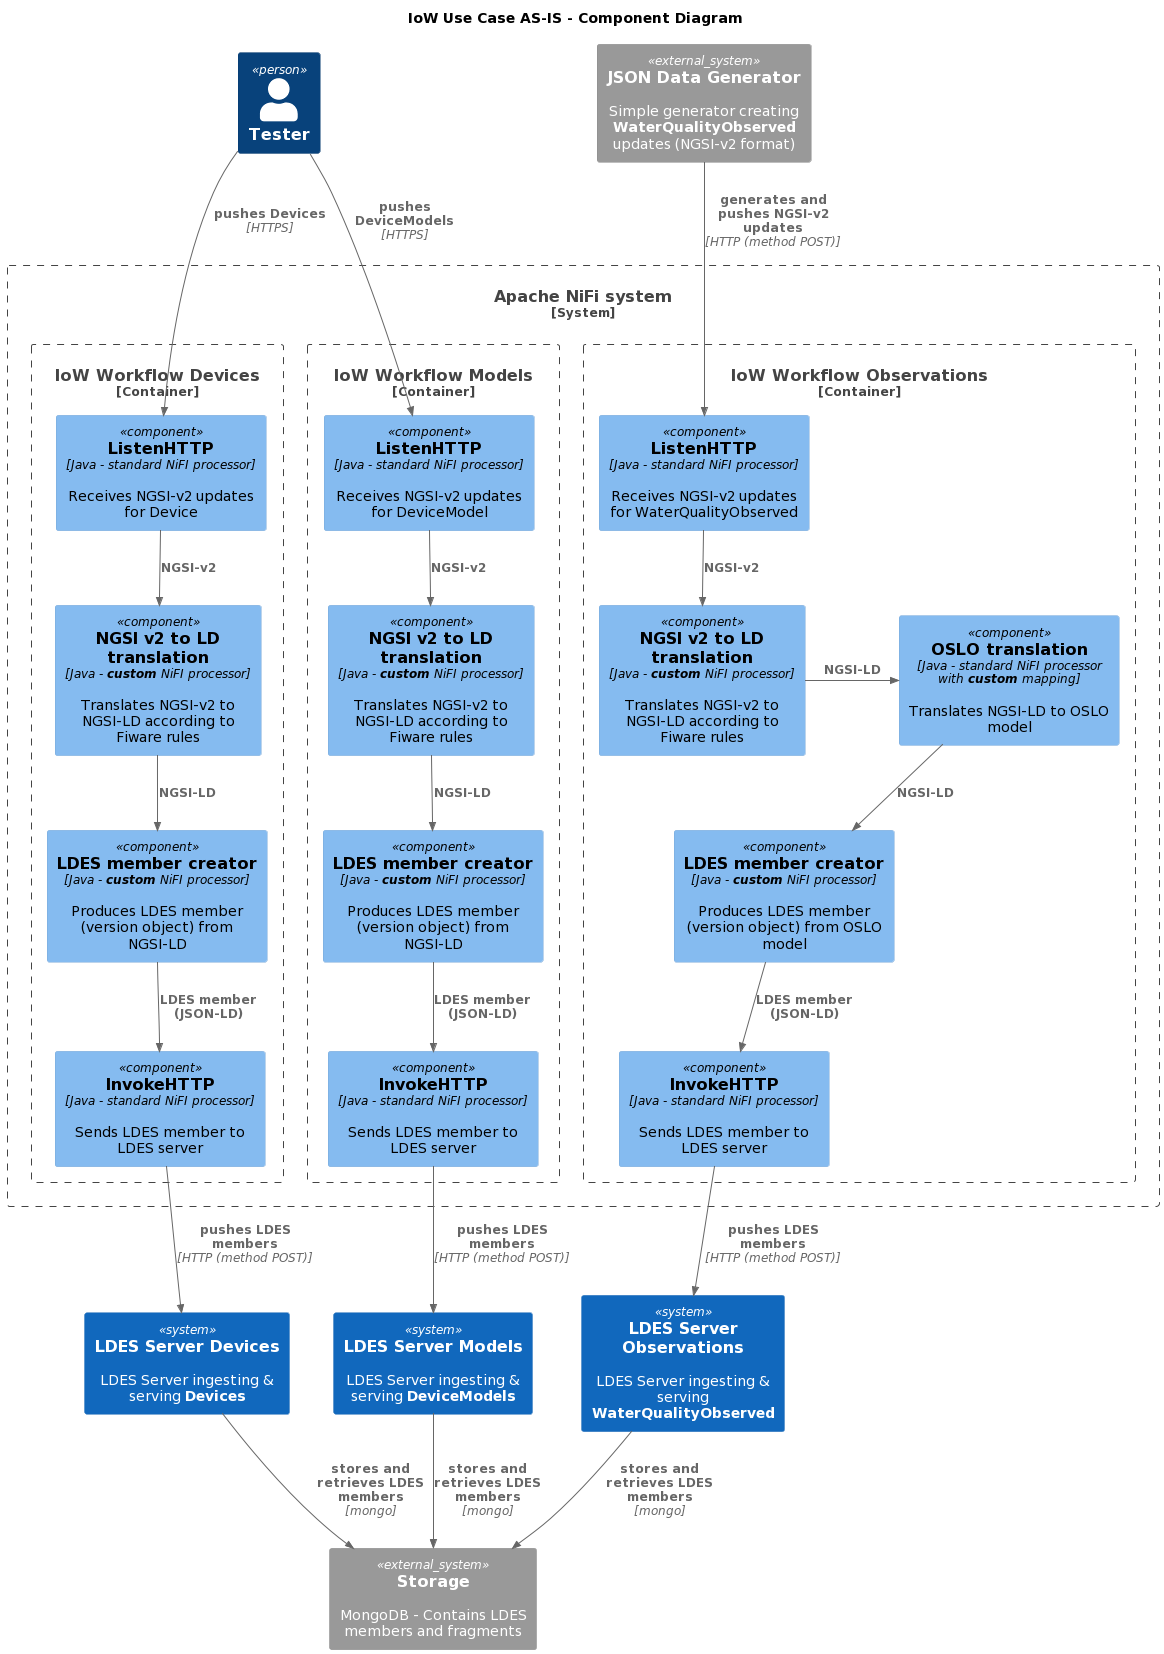 IoW Use Case AS-IS - Component Diagram
«person»
Tester
«external_system»
JSON Data Generator
Simple generator creating
WaterQualityObserved
updates (NGSI-v2 format)
pushes Devices
[HTTPS]
pushes
DeviceModels
[HTTPS]
generates and
pushes NGSI-v2
updates
[HTTP (method POST)]
Apache NiFi system
[System]
IoW Workflow Devices
[Container]
«component»
ListenHTTP
[Java - standard NiFI processor]
Receives NGSI-v2 updates
for Device
NGSI-v2
«component»
NGSI v2 to LD
translation
[Java - custom NiFI processor]
Translates NGSI-v2 to
NGSI-LD according to
Fiware rules
NGSI-LD
«component»
LDES member creator
[Java - custom NiFI processor]
Produces LDES member
(version object) from
NGSI-LD
LDES member
(JSON-LD)
«component»
InvokeHTTP
[Java - standard NiFI processor]
Sends LDES member to
LDES server
IoW Workflow Models
[Container]
«component»
ListenHTTP
[Java - standard NiFI processor]
Receives NGSI-v2 updates
for DeviceModel
NGSI-v2
«component»
NGSI v2 to LD
translation
[Java - custom NiFI processor]
Translates NGSI-v2 to
NGSI-LD according to
Fiware rules
NGSI-LD
«component»
LDES member creator
[Java - custom NiFI processor]
Produces LDES member
(version object) from
NGSI-LD
LDES member
(JSON-LD)
«component»
InvokeHTTP
[Java - standard NiFI processor]
Sends LDES member to
LDES server
IoW Workflow Observations
[Container]
«component»
ListenHTTP
[Java - standard NiFI processor]
Receives NGSI-v2 updates
for WaterQualityObserved
NGSI-v2
«component»
NGSI v2 to LD
translation
[Java - custom NiFI processor]
Translates NGSI-v2 to
NGSI-LD according to
Fiware rules
NGSI-LD
«component»
OSLO translation
[Java - standard NiFI processor
with custom mapping]
Translates NGSI-LD to OSLO
model
NGSI-LD
«component»
LDES member creator
[Java - custom NiFI processor]
Produces LDES member
(version object) from OSLO
model
LDES member
(JSON-LD)
«component»
InvokeHTTP
[Java - standard NiFI processor]
Sends LDES member to
LDES server
pushes LDES
members
[HTTP (method POST)]
pushes LDES
members
[HTTP (method POST)]
pushes LDES
members
[HTTP (method POST)]
«system»
LDES Server Devices
LDES Server ingesting &
serving Devices
«system»
LDES Server Models
LDES Server ingesting &
serving DeviceModels
«system»
LDES Server
Observations
LDES Server ingesting &
serving
WaterQualityObserved
stores and
retrieves LDES
members
[mongo]
stores and
retrieves LDES
members
[mongo]
stores and
retrieves LDES
members
[mongo]
«external_system»
Storage
MongoDB - Contains LDES
members and fragments